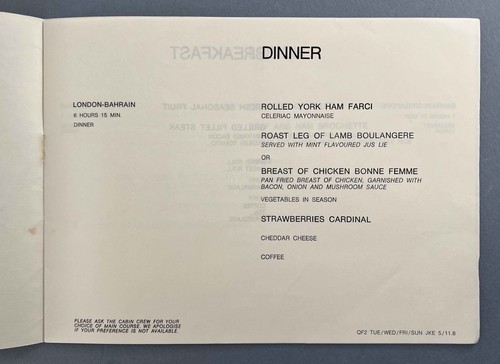 DINNER
LONDON-BAHRAIN
6 HOURS 15 MIN.
DINNER
ROLLED YORK HAM FARCI
CELERIAC MAYONNAISE
ROAST LEG OF LAMB BOULANGERE
SERVED WITH MINT FLAVOURED JUS LIE
OR
BREAST OF CHICKEN BONNE FEMME
PAN FRIED BREAST OF CHICKEN, GARNISHED WITH
BACON, ONION AND MUSHROOM SAUCE
VEGETABLES IN SEASON
STRAWBERRIES CARDINAL
CHEDDAR CHEESE
COFFEE
PLEASE ASK THE CABIN CREW FOR YOUR
CHOICE OF MAIN COURSE. WE APOLOGISE
IF YOUR PREFERENCE IS NOT AVAILABLE.
QF2 TUE/WED/FRI/SUN JKE 5/11.8